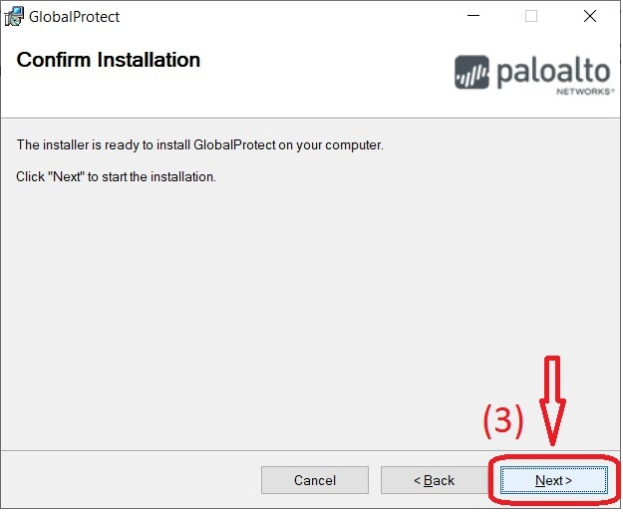 GlobalProtect
Confirm Installation
paloalto
NETWORKS®
The installer is ready to install GlobalProtect on your computer.
Click "Next" to start the installation.
(3)
Cancel
< Back
Next >